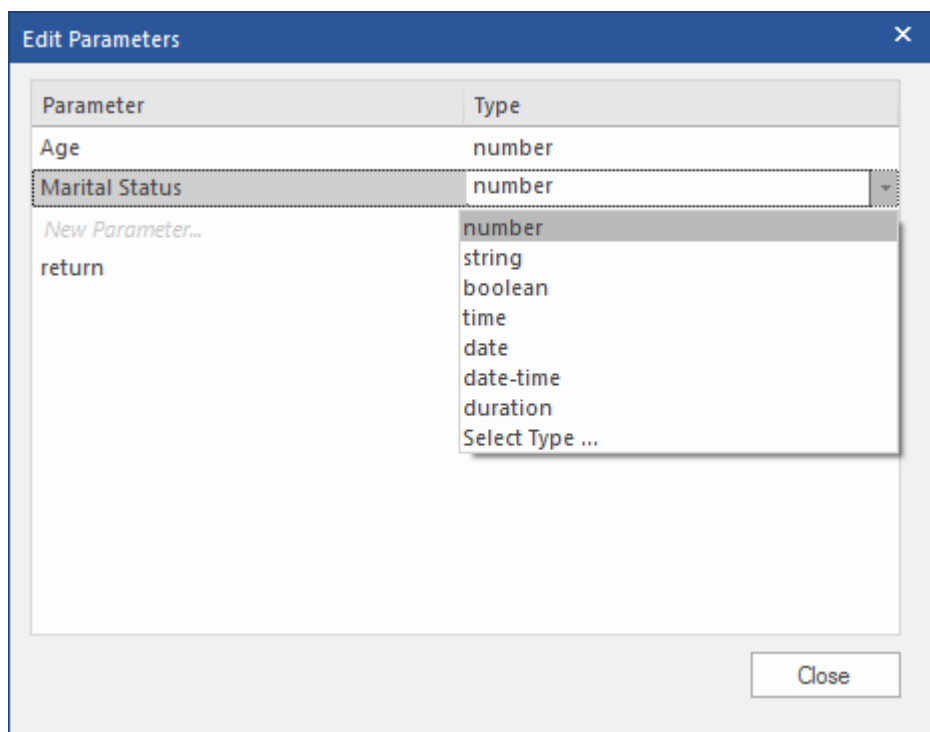 Edit Parameters
Parameter Type
Age number
Marital Status number
New Parameter... number
return string
boolean
time
date
date-time
duration
Select Type ...
Close